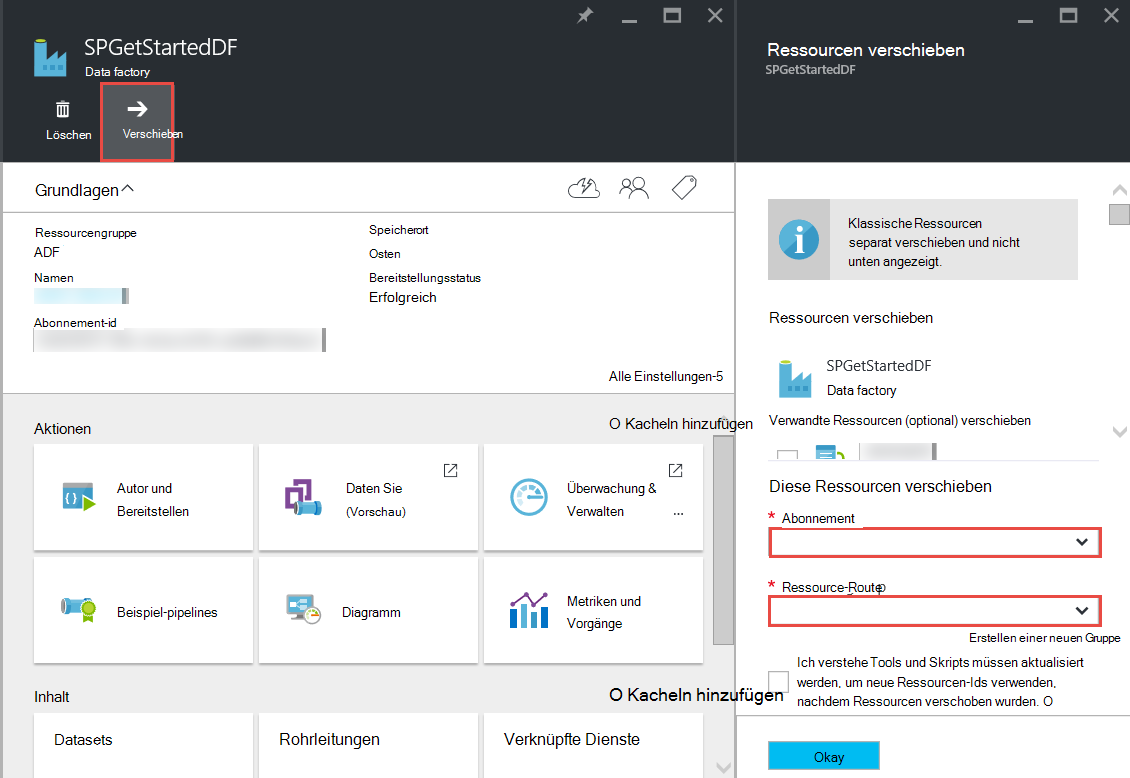 SPGetStartedDF
Data factory
Löschen
Verschieben
Grundlagen
Ressourcengruppe
ADF
Namen
Abonnement-id
Speicherort
Osten
Bereitstellungsstatus
Erfolgreich
Alle Einstellungen-5
Aktionen
O Kacheln hinzufügen
Autor und
Bereitstellen
Daten Sie
(Vorschau)
Überwachung &
Verwalten
...
Beispiel-pipelines
Diagramm
Metriken und
Vorgänge
Inhalt
O Kacheln hinzufügen
Datasets
Rohrleitungen
Verknüpfte Dienste
Ressourcen verschieben
SPGetStartedDF
Klassische Ressourcen
separat verschieben und nicht
unten angezeigt.
Ressourcen verschieben
SPGetStartedDF
Data factory
Verwandte Ressourcen (optional) verschieben
Diese Ressourcen verschieben
* Abonnement
* Ressource-Route
Erstellen einer neuen Gruppe
Ich verstehe Tools und Skripts müssen aktualisiert
werden, um neue Ressourcen-Ids verwenden,
nachdem Ressourcen verschoben wurden. O
Okay